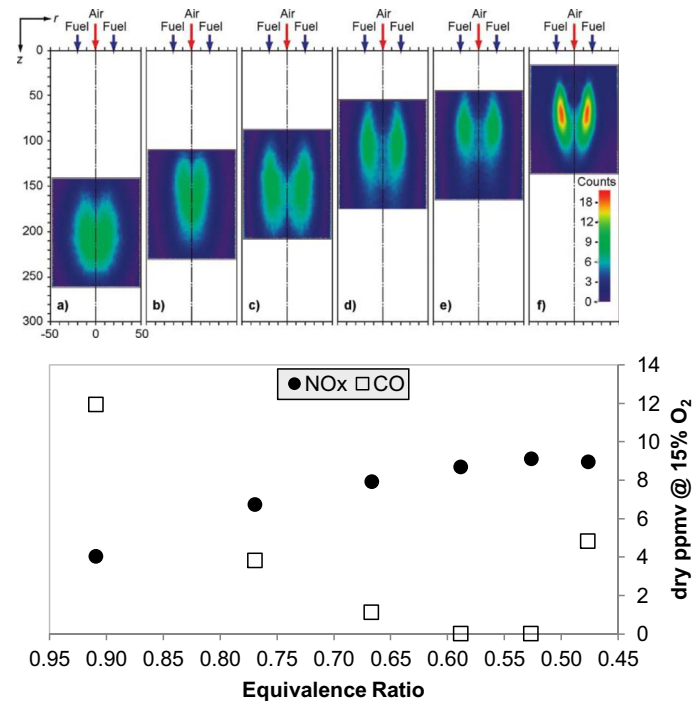 Air Air Air Air Air Air
Fuel Fuel Fuel Fuel Fuel Fuel Fuel Fuel Fuel Fuel Fuel Fuel
r
z
0
50
100
150
200
250
300
-50 0 50
a) b) c) d) e) f)
Counts
18
12
9
6
3
0
NOx CO
14
12
10
8
6
4
2
0
dry ppmv @ 15% O₂
0.95 0.90 0.85 0.80 0.75 0.70 0.65 0.60 0.55 0.50 0.45
Equivalence Ratio